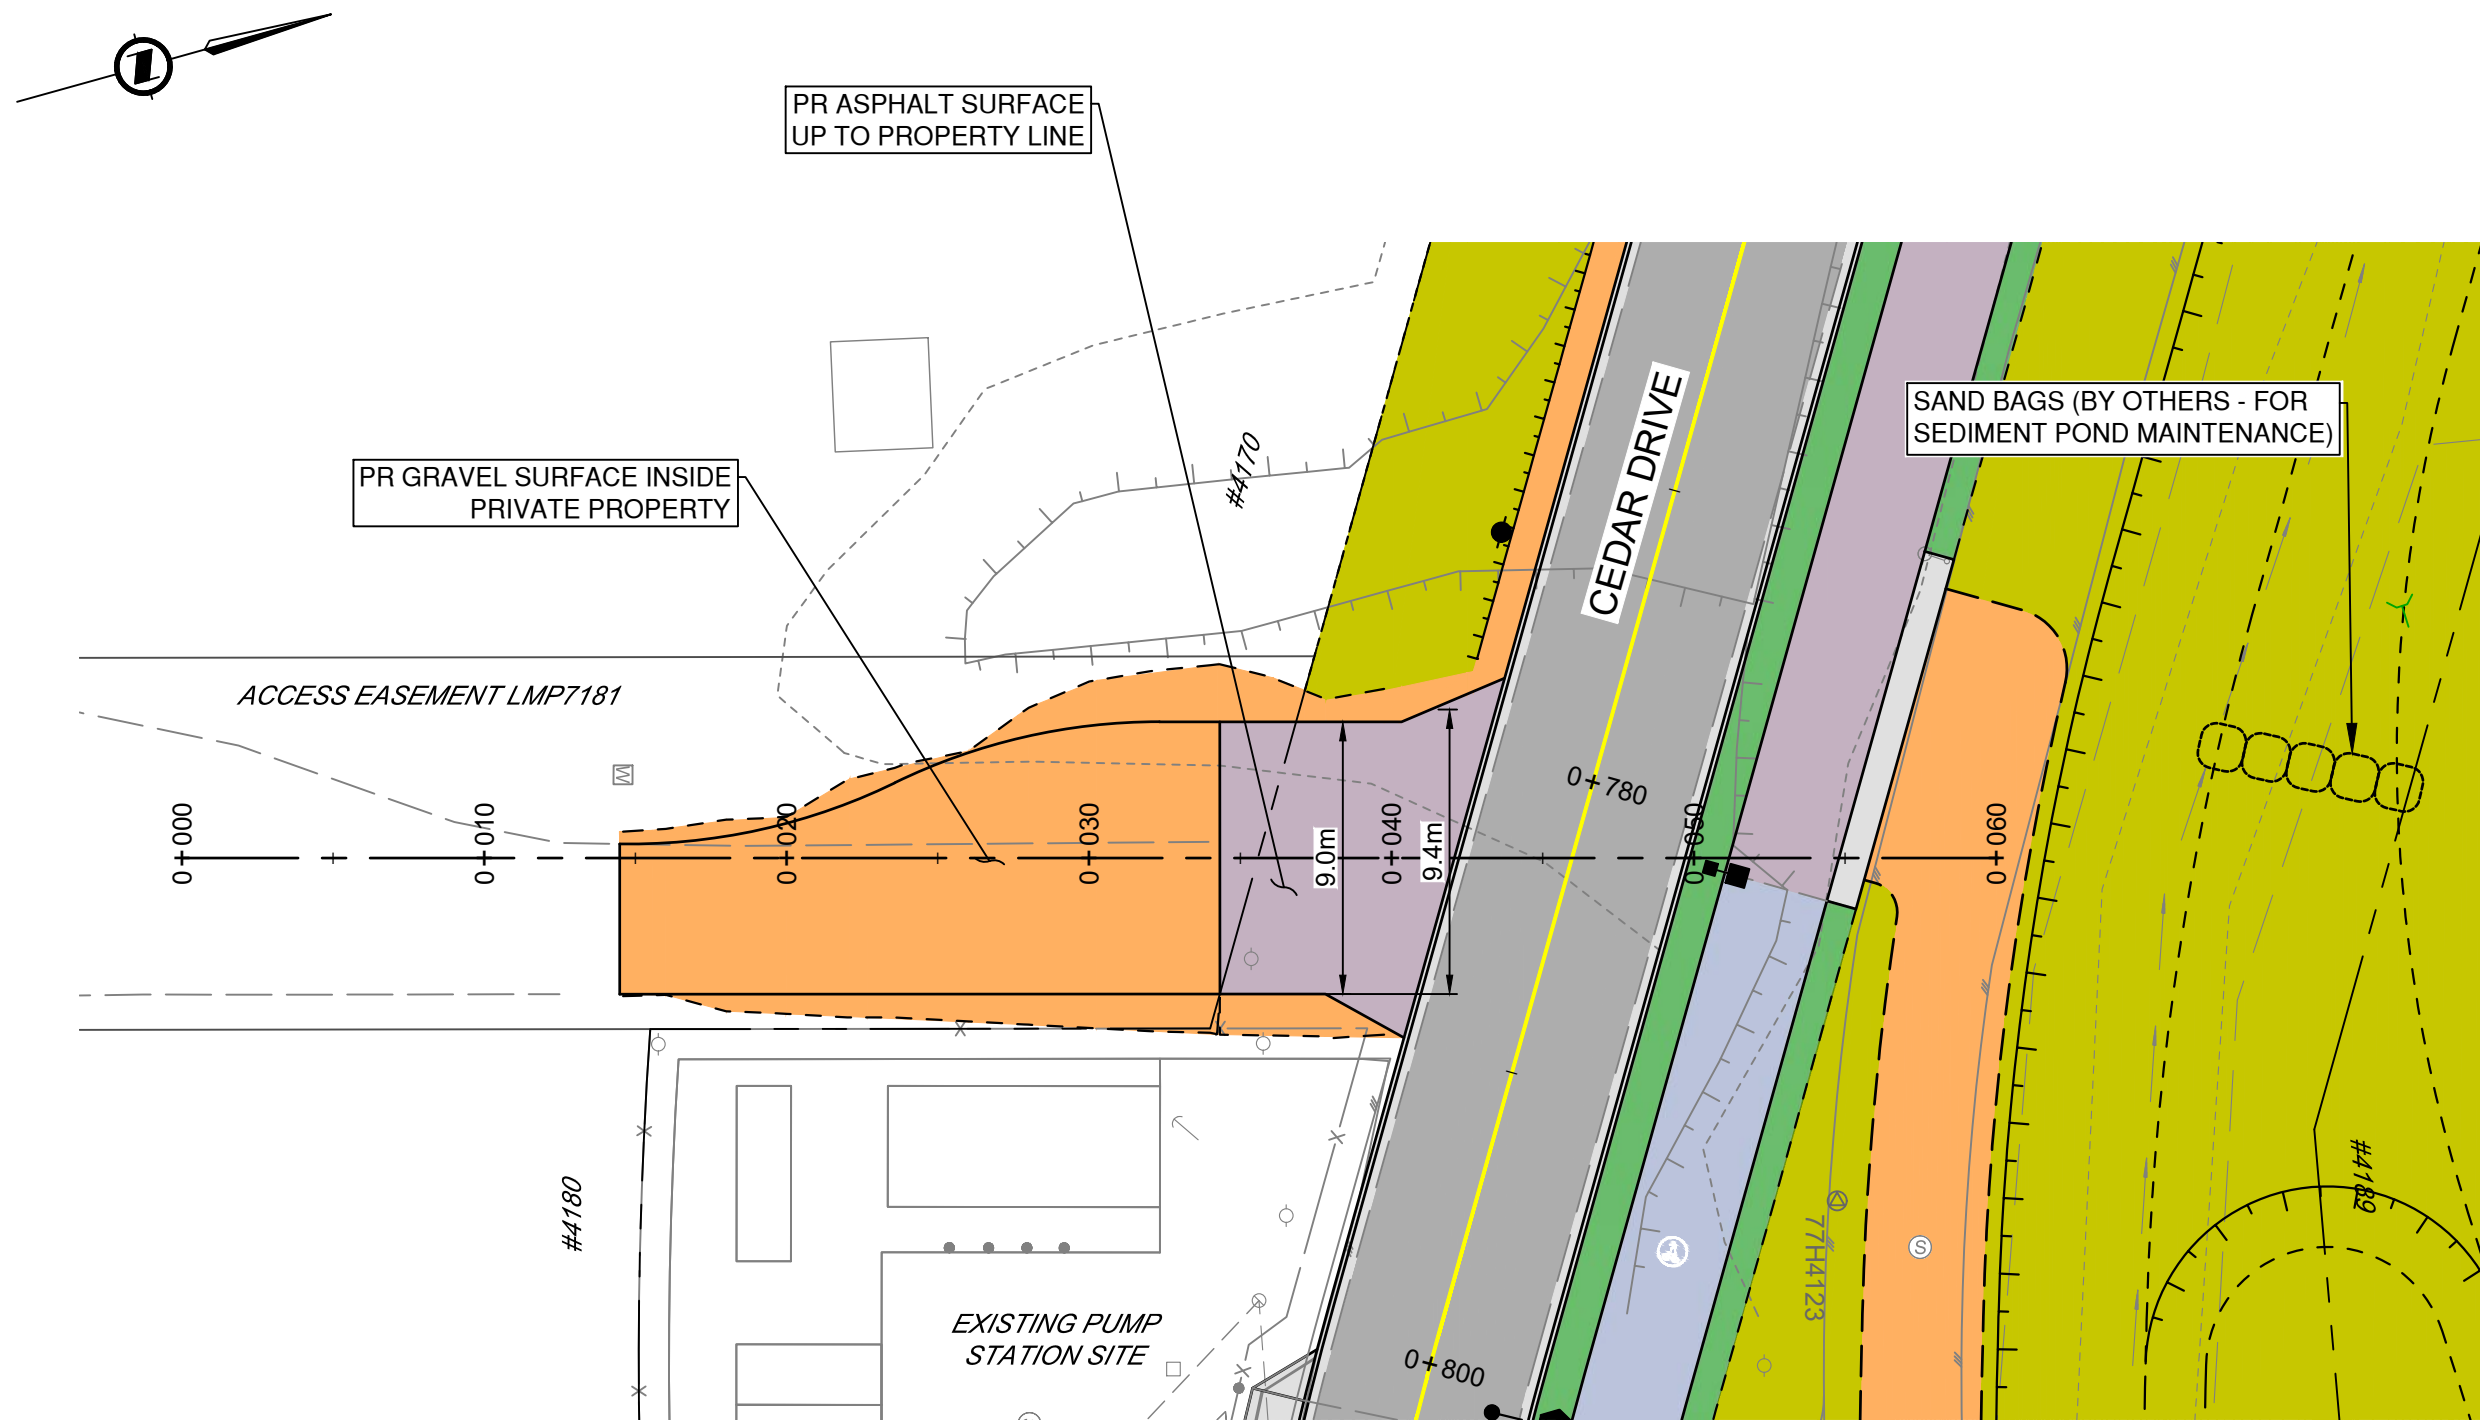 PR ASPHALT SURFACE
UP TO PROPERTY LINE
PR GRAVEL SURFACE INSIDE
PRIVATE PROPERTY
SAND BAGS (BY OTHERS - FOR
SEDIMENT POND MAINTENANCE)
#4170
CEDAR DRIVE
ACCESS EASEMENT LMP7181
W
0+000
0+010
0+020
0+030
0+040
0+050
0+060
9.0m
9.4m
0+780
#4180
#4189
77H4123
S
EXISTING PUMP
STATION SITE
0+800